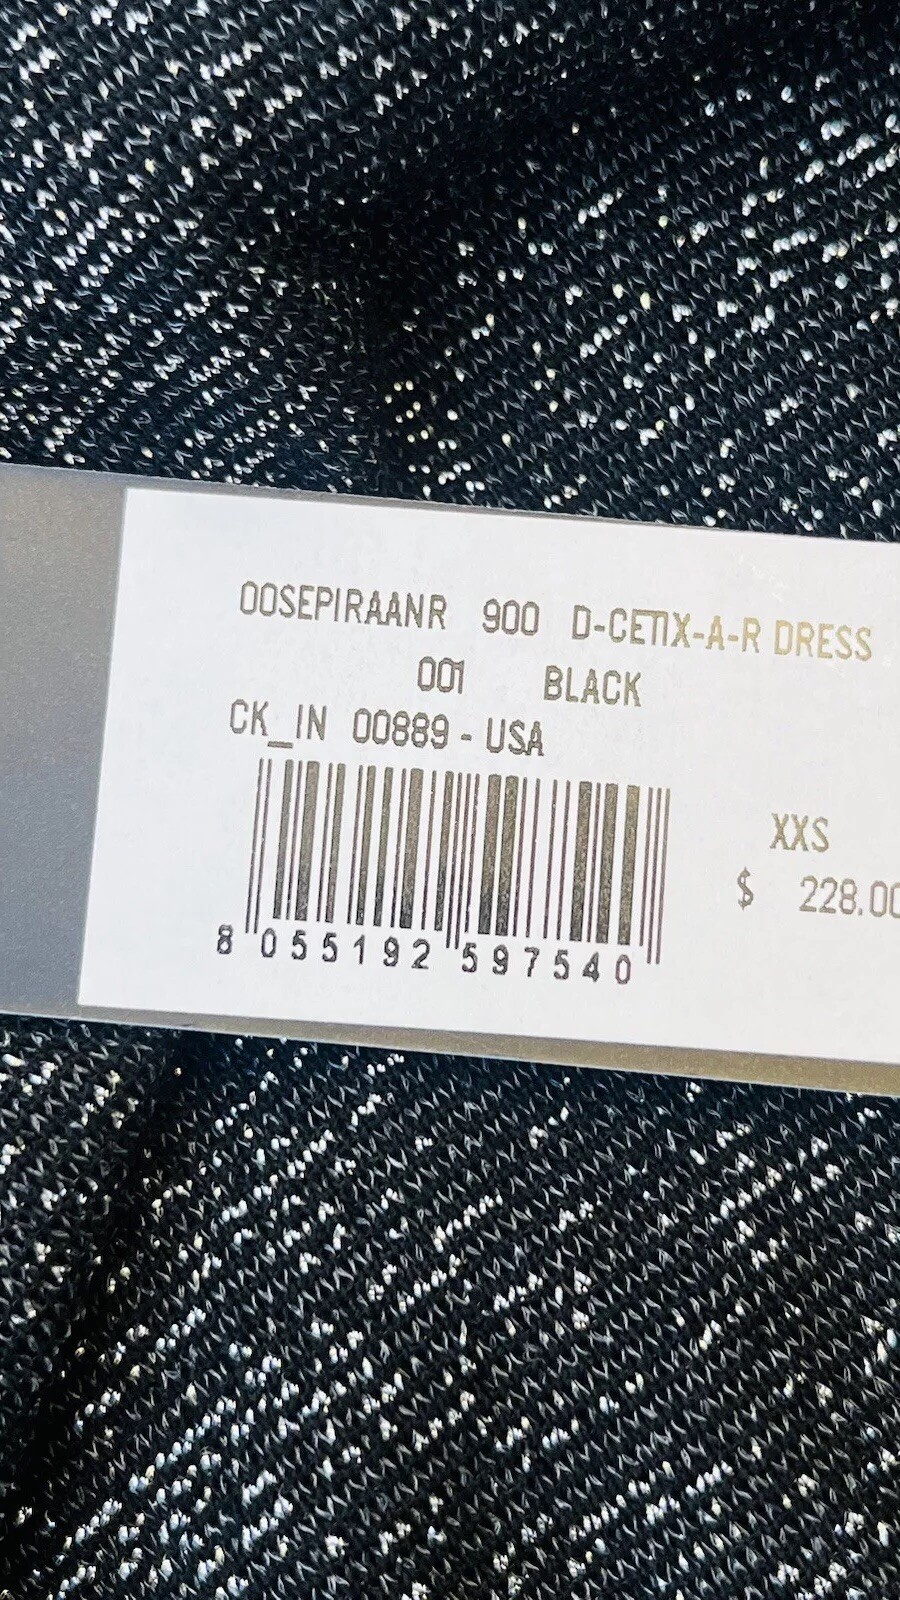 00SEPIRAANR 900 D-CETIX-A-R DRESS
001 BLACK
CK_IN 00889 - USA
XXS
$ 228.00
8 055192 597540